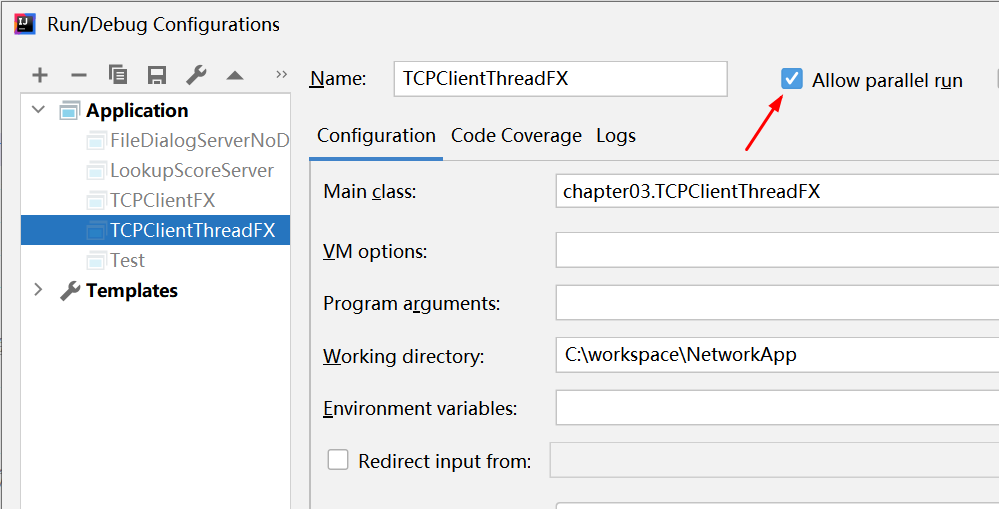 Run/Debug Configurations
Name: TCPClientThreadFX Allow parallel run
Application
FileDialogServerNoD
LookupScoreServer
TCPClientFX
TCPClientThreadFX
Test
Templates
Configuration Code Coverage Logs
Main class: chapter03.TCPClientThreadFX
VM options:
Program arguments:
Working directory: C:\workspace\NetworkApp
Environment variables:
Redirect input from: